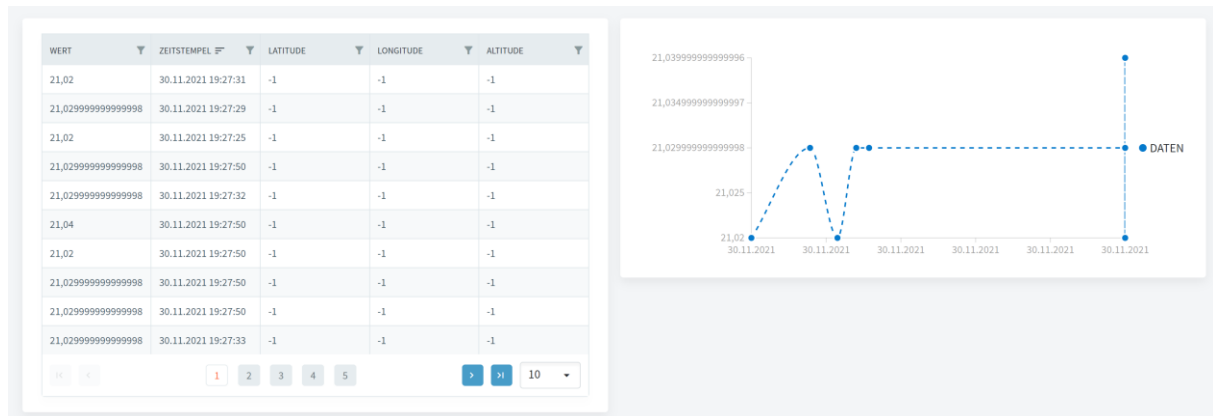 WERT ZEITSTEMPEL LATITUDE LONGITUDE ALTITUDE
21,02 30.11.2021 19:27:31 -1 -1 -1
21,029999999999998 30.11.2021 19:27:29 -1 -1 -1
21,02 30.11.2021 19:27:25 -1 -1 -1
21,029999999999998 30.11.2021 19:27:50 -1 -1 -1
21,029999999999998 30.11.2021 19:27:32 -1 -1 -1
21,04 30.11.2021 19:27:50 -1 -1 -1
21,02 30.11.2021 19:27:50 -1 -1 -1
21,029999999999998 30.11.2021 19:27:50 -1 -1 -1
21,029999999999998 30.11.2021 19:27:50 -1 -1 -1
21,029999999999998 30.11.2021 19:27:33 -1 -1 -1
1 2 3 4 5 10
21,039999999999996
21,034999999999997
21,029999999999998
DATEN
21,025
21,02
30.11.2021 30.11.2021 30.11.2021 30.11.2021 30.11.2021 30.11.2021